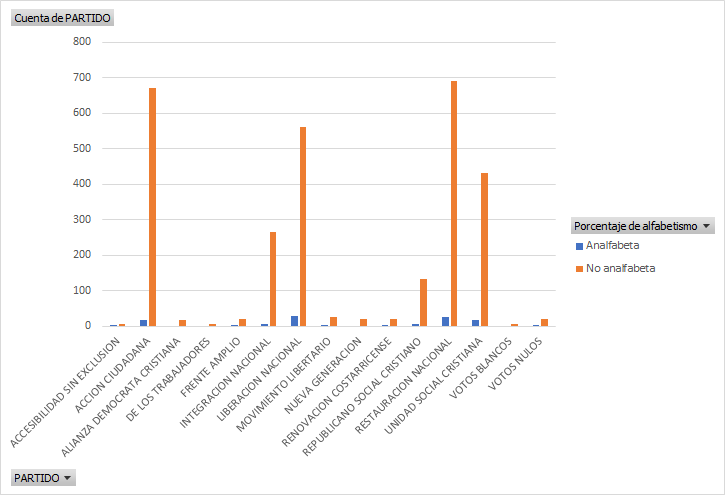 Cuenta de PARTIDO
800
700
600
500
400
300
200
100
0
Porcentaje de alfabetismo
Analfabeta
No analfabeta
ACCESIBILIDAD SIN EXCLUSION
ACCION CIUDADANA
ALIANZA DEMOCRATA CRISTIANA
DE LOS TRABAJADORES
FRENTE AMPLIO
INTEGRACION NACIONAL
LIBERACION NACIONAL
MOVIMIENTO LIBERTARIO
NUEVA GENERACION
RENOVACION COSTARRICENSE
REPUBLICANO SOCIAL CRISTIANO
RESTAURACION NACIONAL
UNIDAD SOCIAL CRISTIANA
VOTOS BLANCOS
VOTOS NULOS
PARTIDO